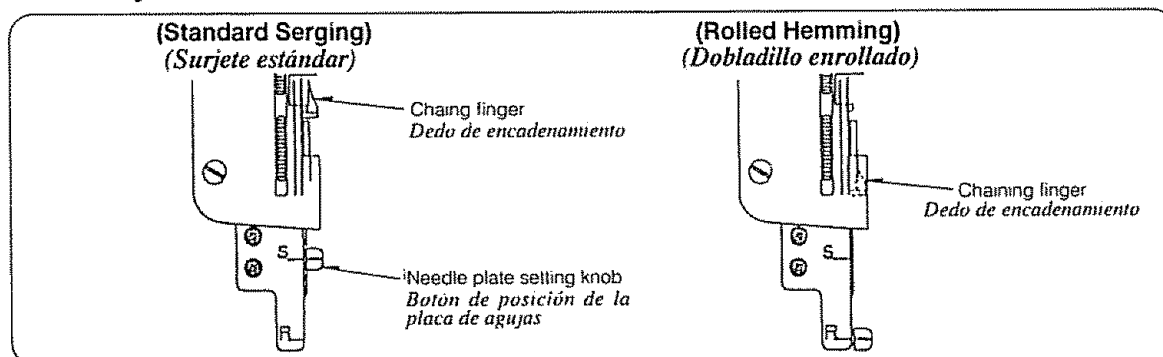 (Standard Serging)
(Surjete estándar)
Chaing finger
Dedo de encadenamiento
S
Needle plate setting knob
Botón de posición de la
placa de agujas
R
(Rolled Hemming)
(Dobladillo enrollado)
Chaining finger
Dedo de encadenamiento
S
R